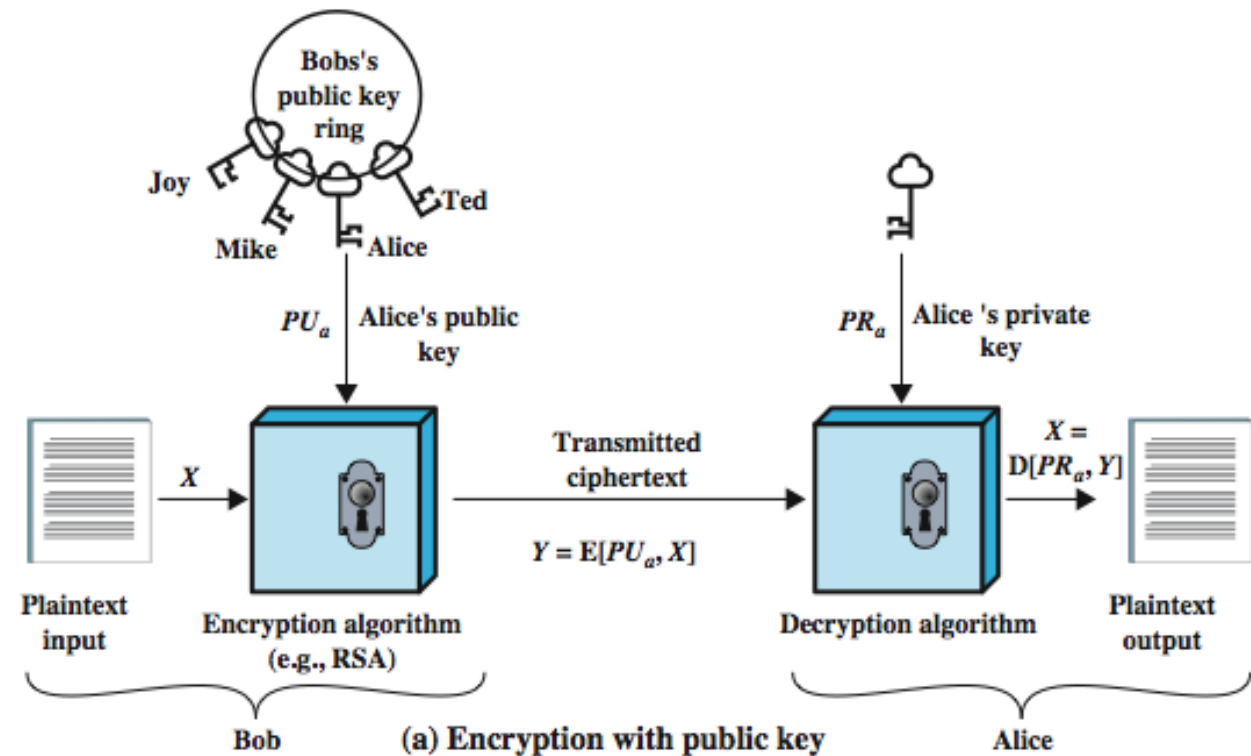 Bobs's
public key
ring
Joy
Ted
Mike
Alice
PUa
Alice's public
key
PRa
Alice 's private
key
X
Transmitted
ciphertext
X =
D[PRa, Y]
Y = E[PUa, X]
Plaintext
input
Encryption algorithm
(e.g., RSA)
Decryption algorithm
Plaintext
output
Bob
(a) Encryption with public key
Alice